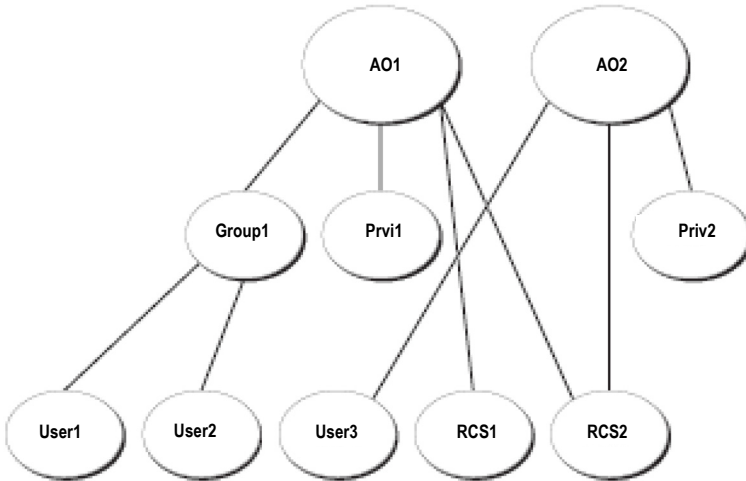 AO1
AO2
Group1
Prvi1
Priv2
User1
User2
User3
RCS1
RCS2